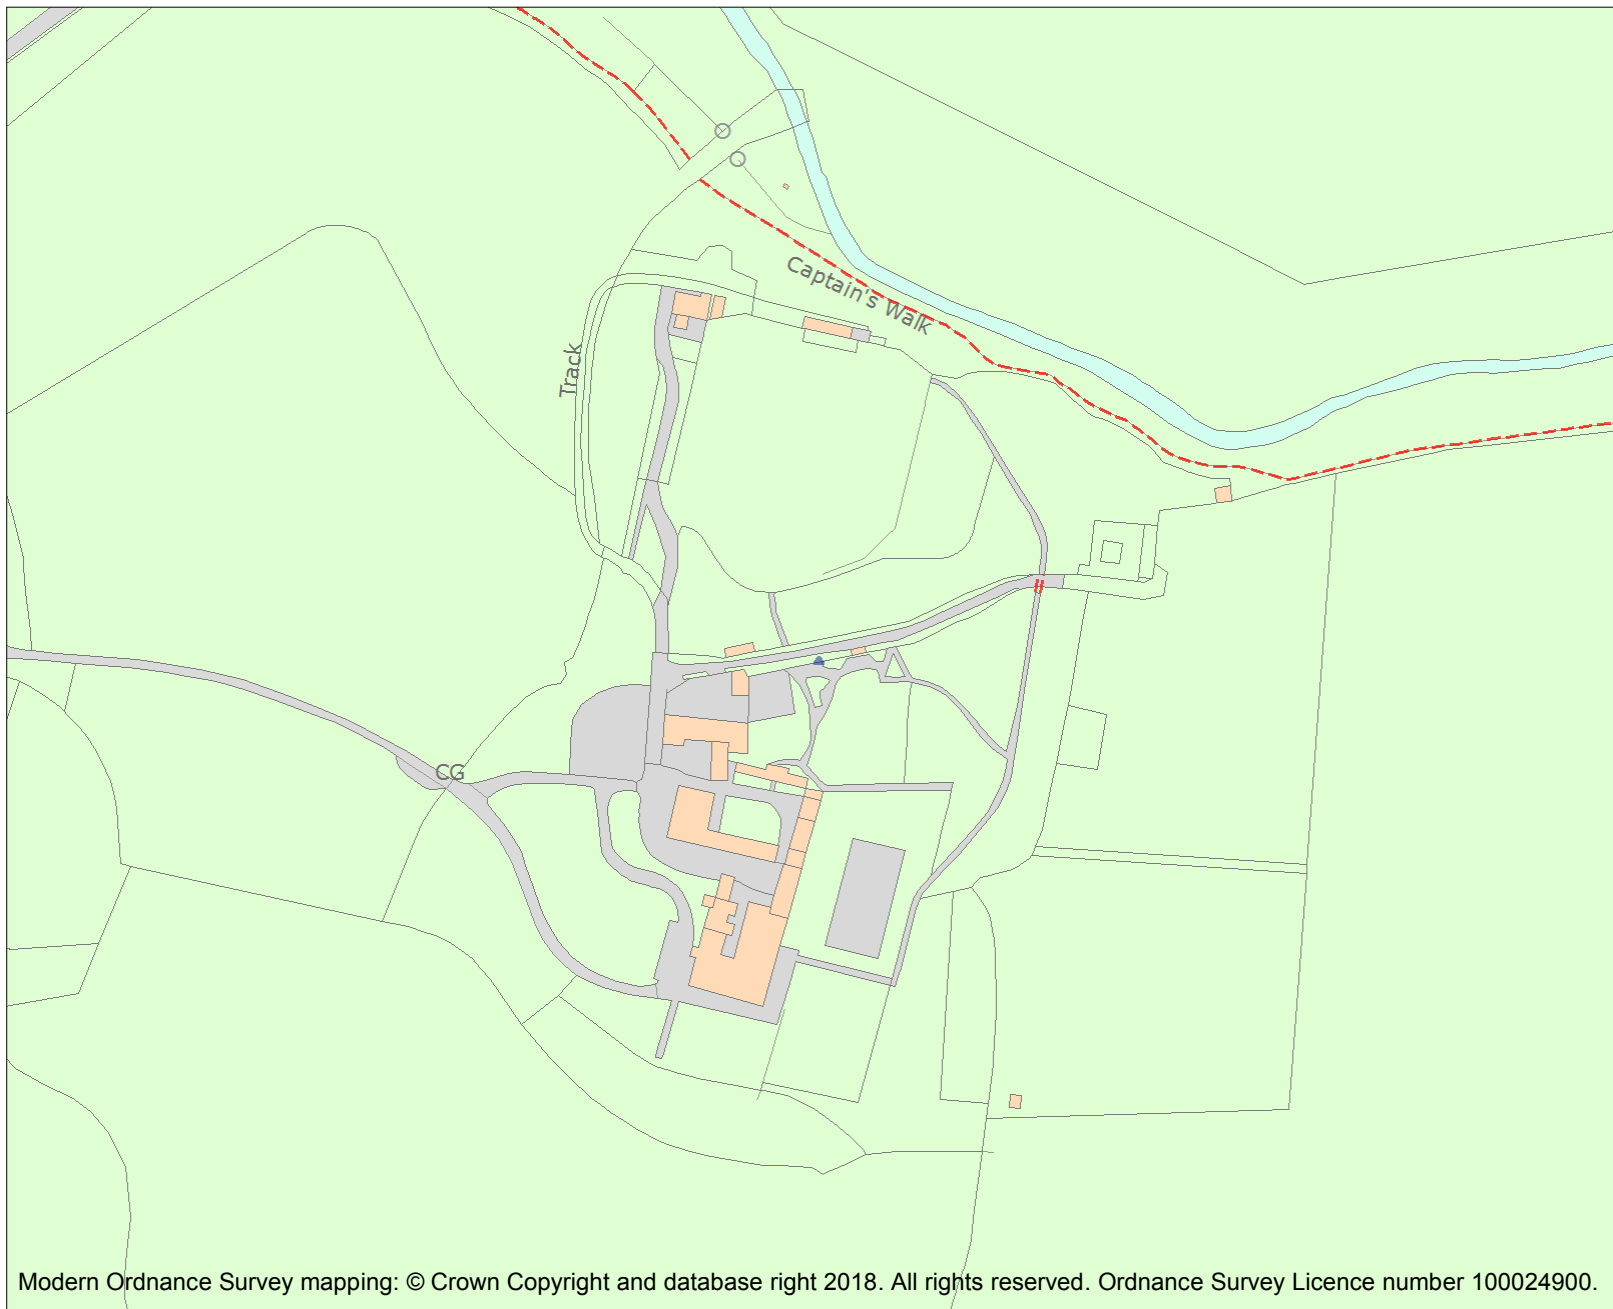 Captain's Walk
Track
CG
Modern Ordnance Survey mapping: © Crown Copyright and database right 2018. All rights reserved. Ordnance Survey Licence number 100024900.